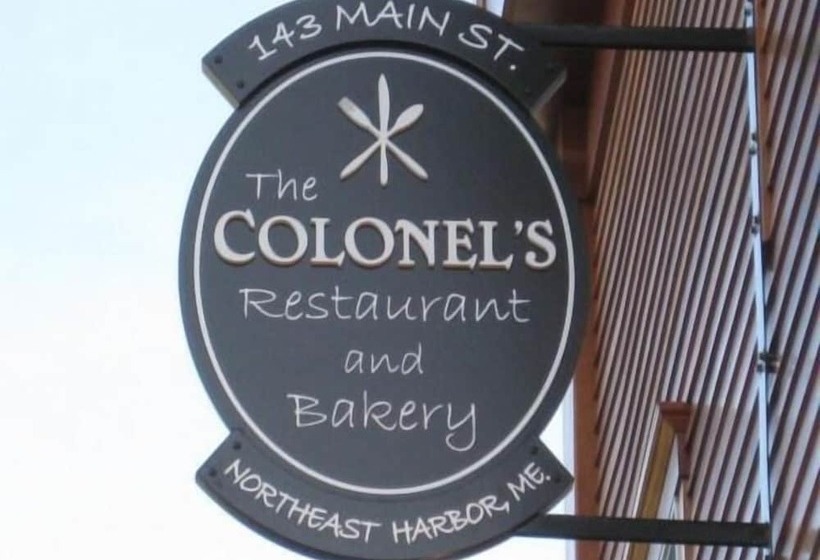 143 MAIN ST.
The
COLONEL'S
Restaurant
and
Bakery
NORTHEAST HARBOR, ME.